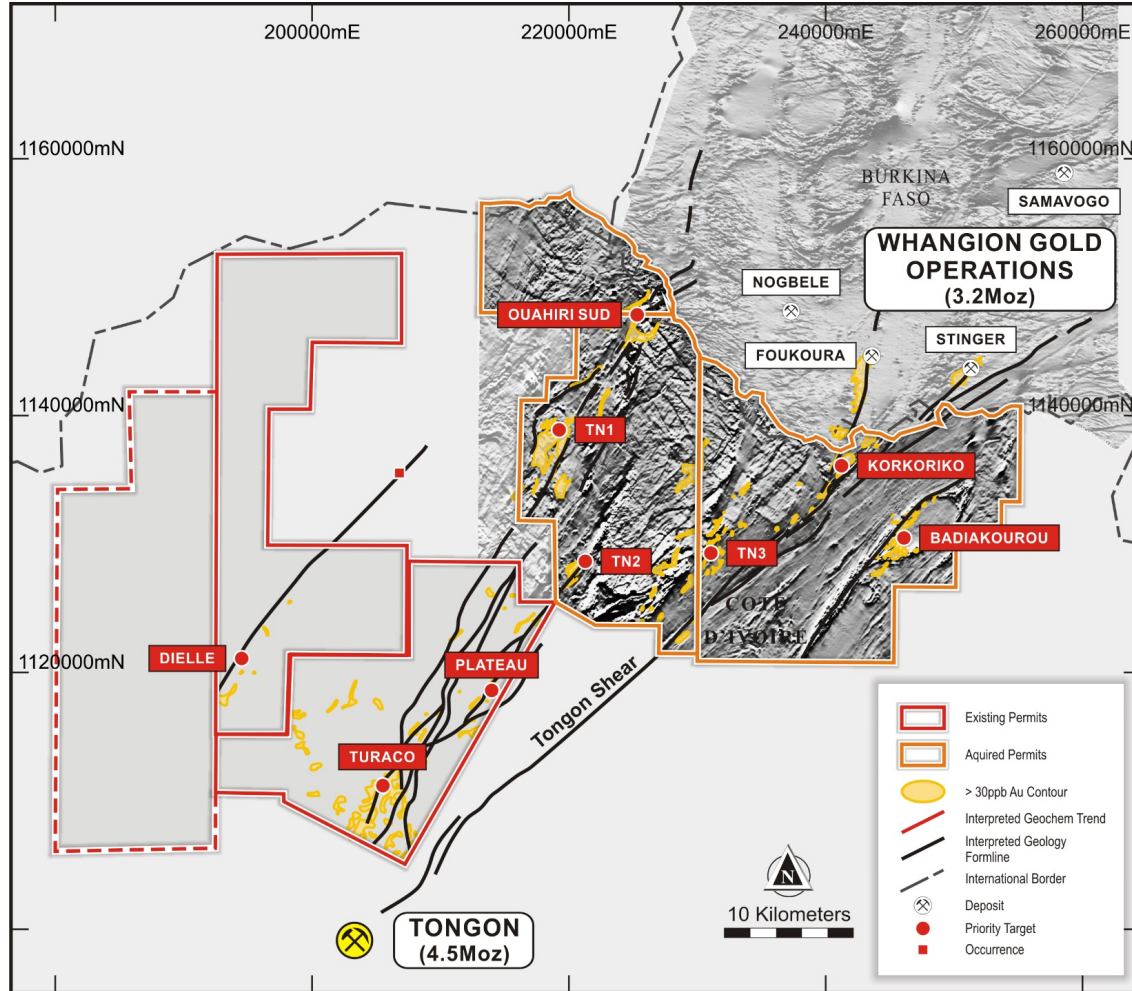 200000mE
220000mE
240000mE
260000mE
1160000mN
1160000mN
BURKINA
FASO
SAMAVOGO
WHANGION GOLD
OPERATIONS
(3.2Moz)
NOGBELE
OUAHIRI SUD
FOUKOURA
STINGER
1140000mN
1140000mN
TN1
KORKORIKO
TN2
TN3
BADIAKOUROU
COTE
D'IVOIRE
DIELLE
1120000mN
PLATEAU
Tongon Shear
TURACO
TONGON
(4.5Moz)
N
10 Kilometers
Existing Permits
Aquired Permits
> 30ppb Au Contour
Interpreted Geochem Trend
Interpreted Geology
Formline
International Border
Deposit
Priority Target
Occurrence